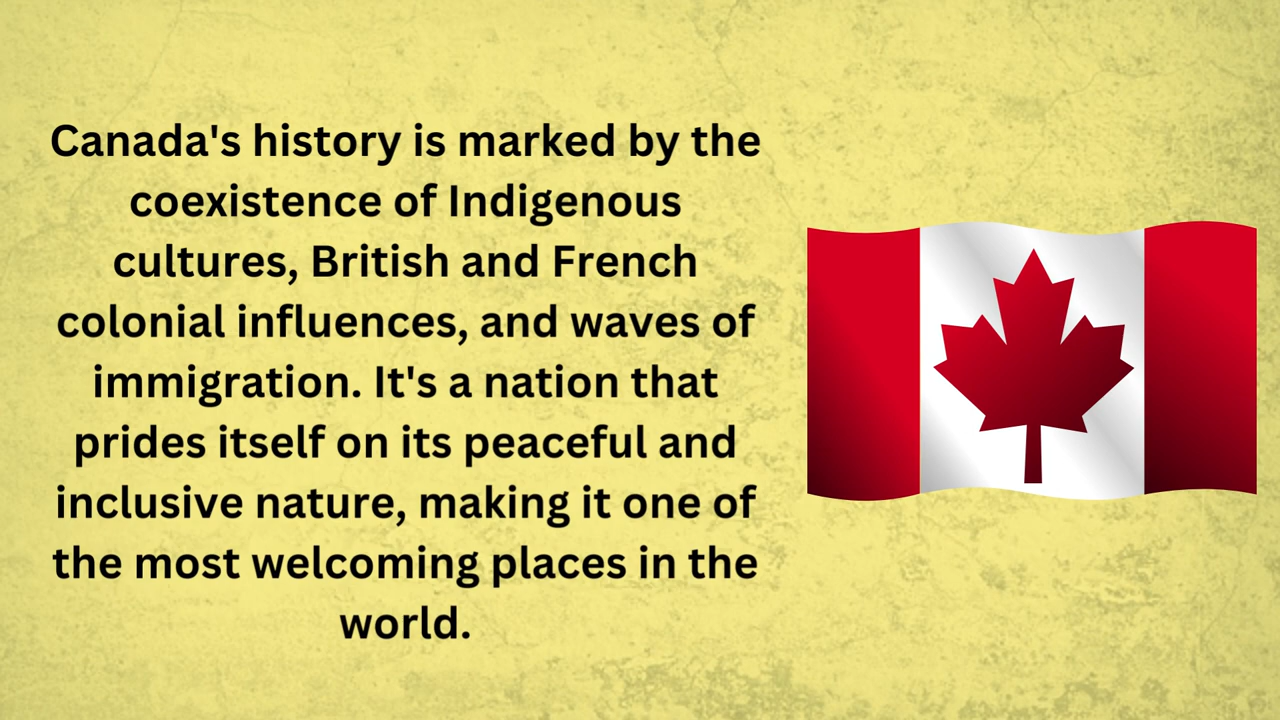 Canada's history is marked by the
coexistence of Indigenous
cultures, British and French
colonial influences, and waves of
immigration. It's a nation that
prides itself on its peaceful and
inclusive nature, making it one of
the most welcoming places in the
world.